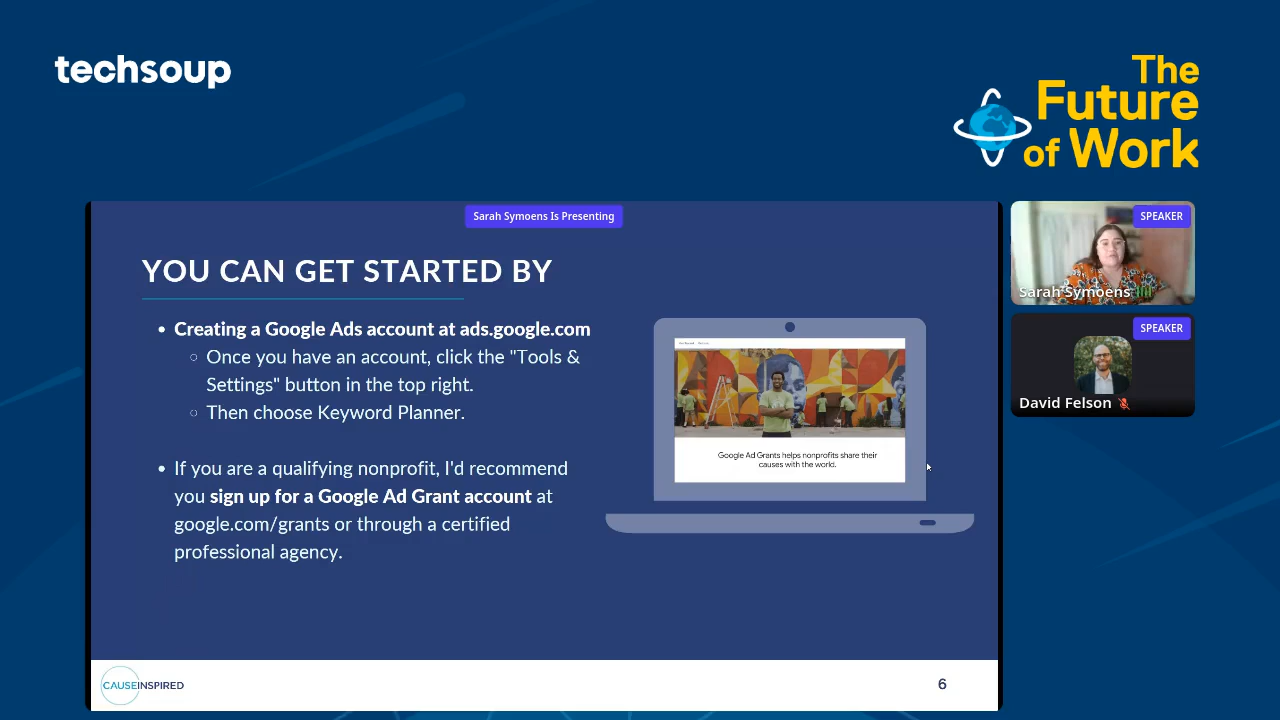 techsoup
The
Future
of Work
Sarah Symoens Is Presenting
YOU CAN GET STARTED BY
• Creating a Google Ads account at ads.google.com
○ Once you have an account, click the "Tools &
Settings" button in the top right.
○ Then choose Keyword Planner.
• If you are a qualifying nonprofit, I'd recommend
you sign up for a Google Ad Grant account at
google.com/grants or through a certified
professional agency.
Google Ad Grants helps nonprofits share their
causes with the world.
SPEAKER
Sarah Symoens
SPEAKER
David Felson
CAUSEINSPIRED
6